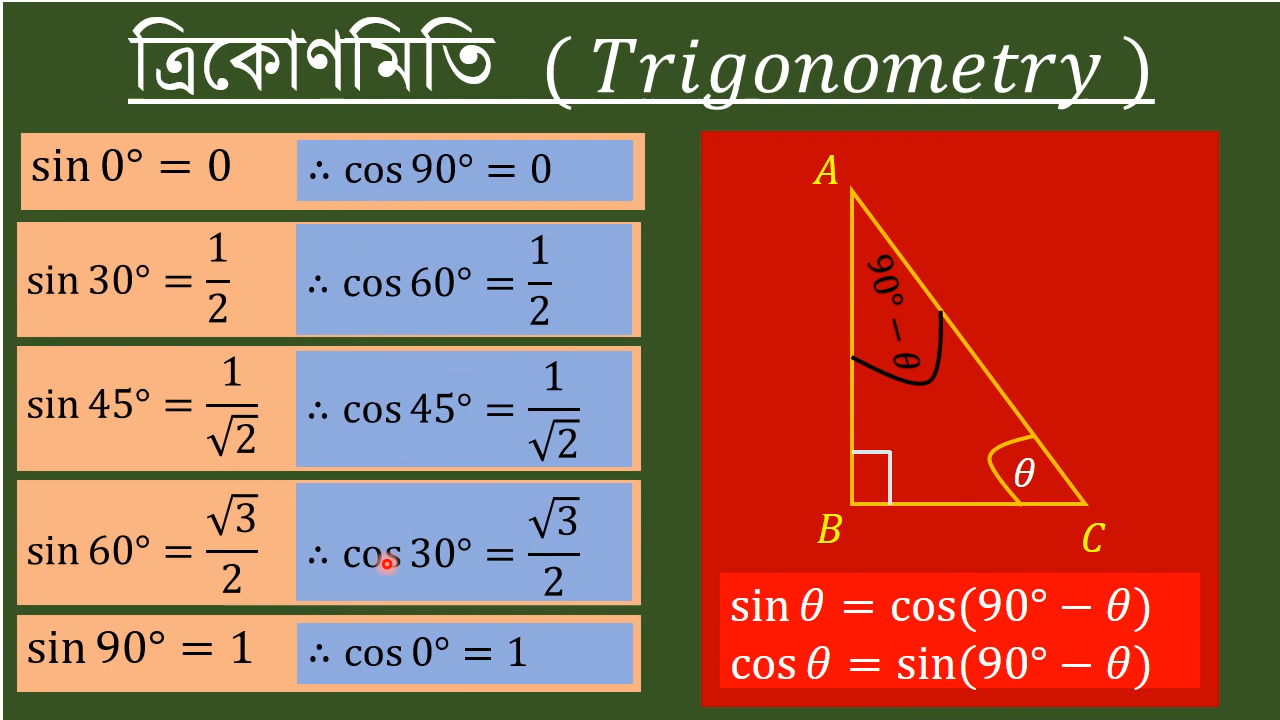 ত্রিকোণমিতি ( Trigonometry )
sin 0° = 0 ∴ cos 90° = 0
sin 30° = 1/2 ∴ cos 60° = 1/2
sin 45° = 1/√2 ∴ cos 45° = 1/√2
sin 60° = √3/2 ∴ cos 30° = √3/2
sin 90° = 1 ∴ cos 0° = 1
A
90° − θ
θ
B
C
sin θ = cos(90° − θ)
cos θ = sin(90° − θ)